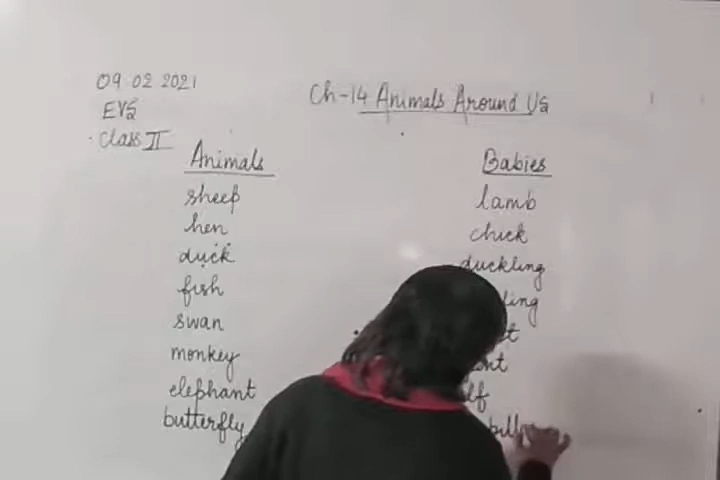 09.02.2021
Ch-14 Animals Around Us
EVS
Class II
Animals Babies
sheep lamb
hen chick
duck duckling
fish
swan
monkey
elephant
butterfly